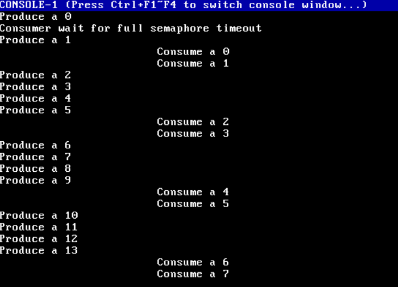 CONSOLE-1 (Press Ctrl+F1~F4 to switch console window...)
Produce a 0
Consumer wait for full semaphore timeout
Produce a 1
Consume a 0
Consume a 1
Produce a 2
Produce a 3
Produce a 4
Produce a 5
Consume a 2
Consume a 3
Produce a 6
Produce a 7
Produce a 8
Produce a 9
Consume a 4
Consume a 5
Produce a 10
Produce a 11
Produce a 12
Produce a 13
Consume a 6
Consume a 7